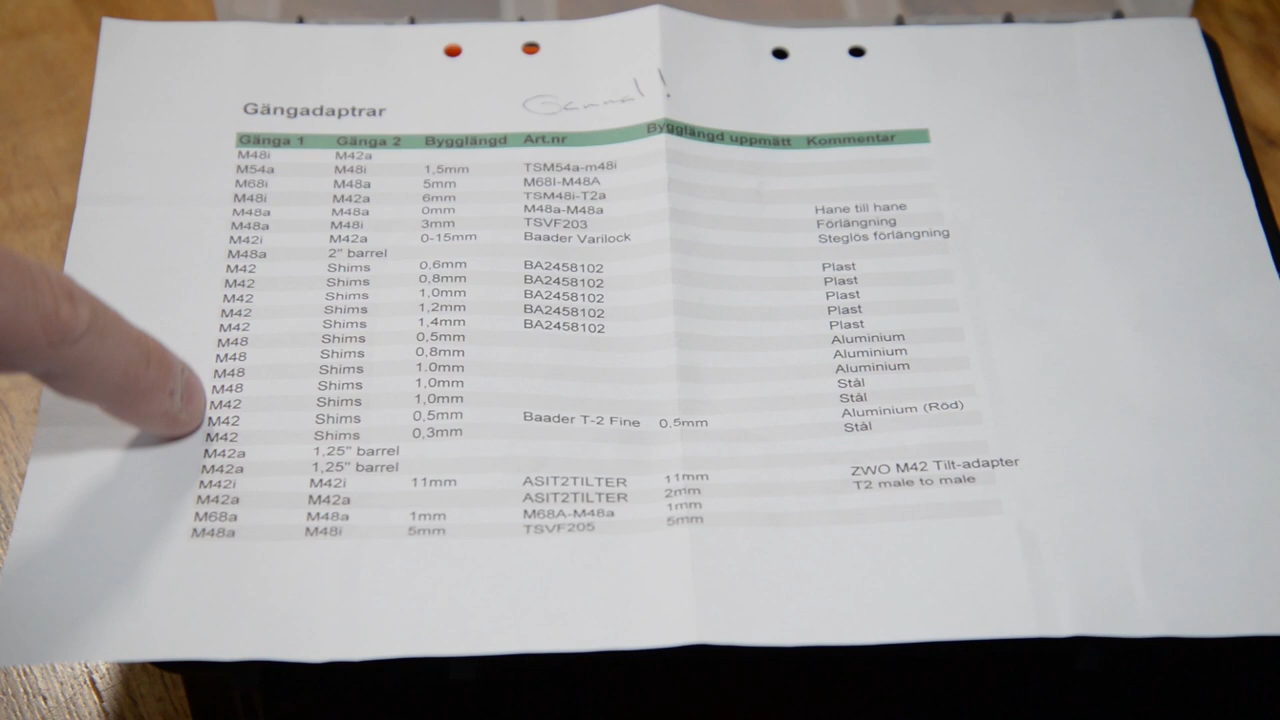 Gammal!
Gängadaptrar
Gänga 1 Gänga 2 Bygglängd Art.nr Bygglängd uppmätt Kommentar
M48i M42a
M54a M48i 1,5mm TSM54a-m48i
M68i M48a 5mm M68I-M48A
M48i M42a 6mm TSM48i-T2a
M48a M48a 0mm M48a-M48a Hane till hane
M48a M48i 3mm TSVF203 Förlängning
M42i M42a 0-15mm Baader Varilock Steglös förlängning
M48a 2" barrel
M42 Shims 0,6mm BA2458102 Plast
M42 Shims 0,8mm BA2458102 Plast
M42 Shims 1,0mm BA2458102 Plast
M42 Shims 1,2mm BA2458102 Plast
M42 Shims 1,4mm BA2458102 Plast
M48 Shims 0,5mm Aluminium
M48 Shims 0,8mm Aluminium
M48 Shims 1.0mm Aluminium
M48 Shims 1,0mm Stål
M42 Shims 1,0mm Stål
M42 Shims 0,5mm Baader T-2 Fine 0,5mm Aluminium (Röd)
M42 Shims 0,3mm Stål
M42a 1,25" barrel
M42a 1,25" barrel
M42i M42i 11mm ASIT2TILTER 11mm ZWO M42 Tilt-adapter
M42a M42a ASIT2TILTER 2mm T2 male to male
M68a M48a 1mm M68A-M48a 1mm
M48a M48i 5mm TSVF205 5mm